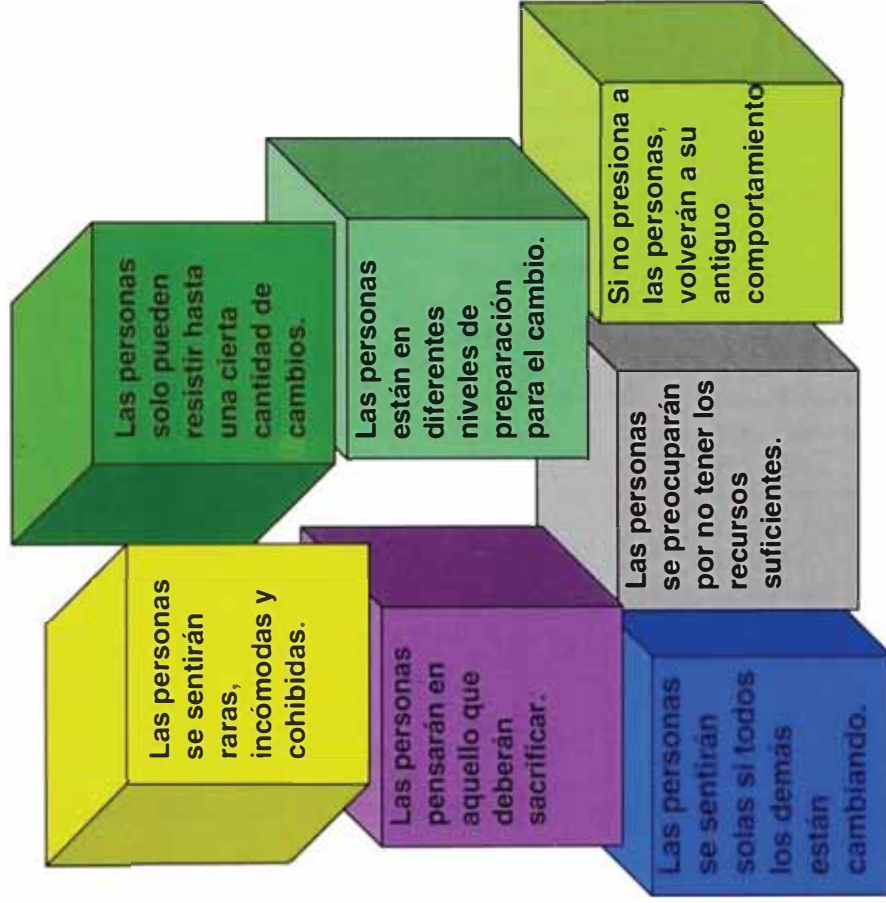 Las personas
se sentirán
raras,
incómodas y
cohibidas.
Las personas
pensarán en
aquello que
deberán
sacrificar.
Las personas
se sentirán
solas si todos
los demás
están
cambiando.
Las personas
solo pueden
resistir hasta
una cierta
cantidad de
cambios.
Las personas
están en
diferentes
niveles de
preparación
para el cambio.
Las personas
se preocuparán
por no tener los
recursos
suficientes.
Si no presiona a
las personas,
volverán a su
antiguo
comportamiento